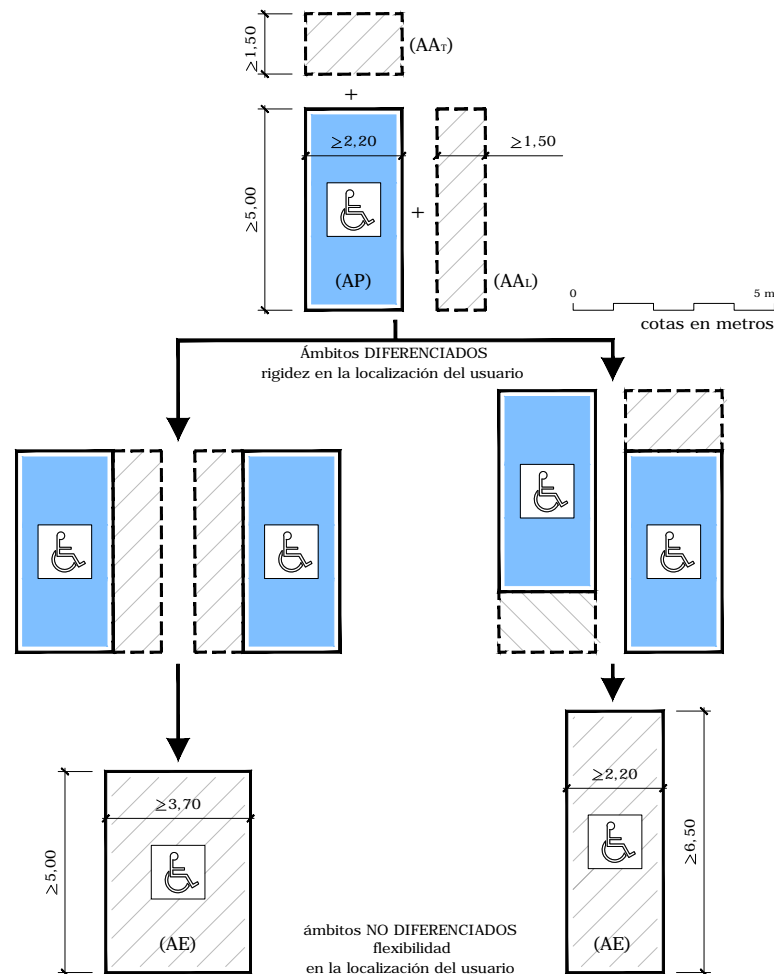 ≥1,50
(AAT)
+
≥2,20
≥1,50
≥5,00
+
(AP)
(AAL)
0
5 m
cotas en metros
Ámbitos DIFERENCIADOS
rigidez en la localización del usuario
≥3,70
≥5,00
(AE)
≥2,20
≥6,50
(AE)
ámbitos NO DIFERENCIADOS
flexibilidad
en la localización del usuario